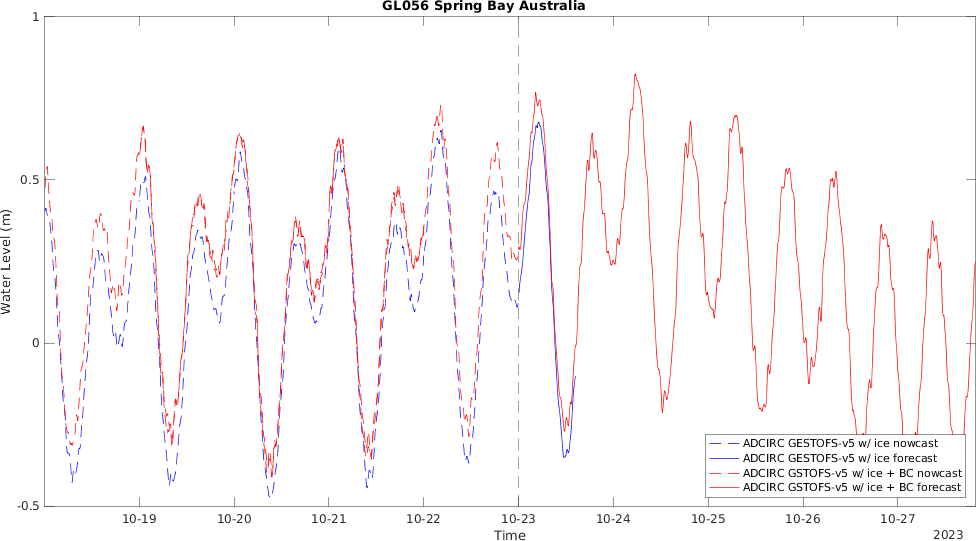 GL056 Spring Bay Australia
1
0.5
0
-0.5
Water Level (m)
10-19 10-20 10-21 10-22 10-23 10-24 10-25 10-26 10-27
Time
2023
ADCIRC GESTOFS-v5 w/ ice nowcast
ADCIRC GESTOFS-v5 w/ ice forecast
ADCIRC GSTOFS-v5 w/ ice + BC nowcast
ADCIRC GSTOFS-v5 w/ ice + BC forecast